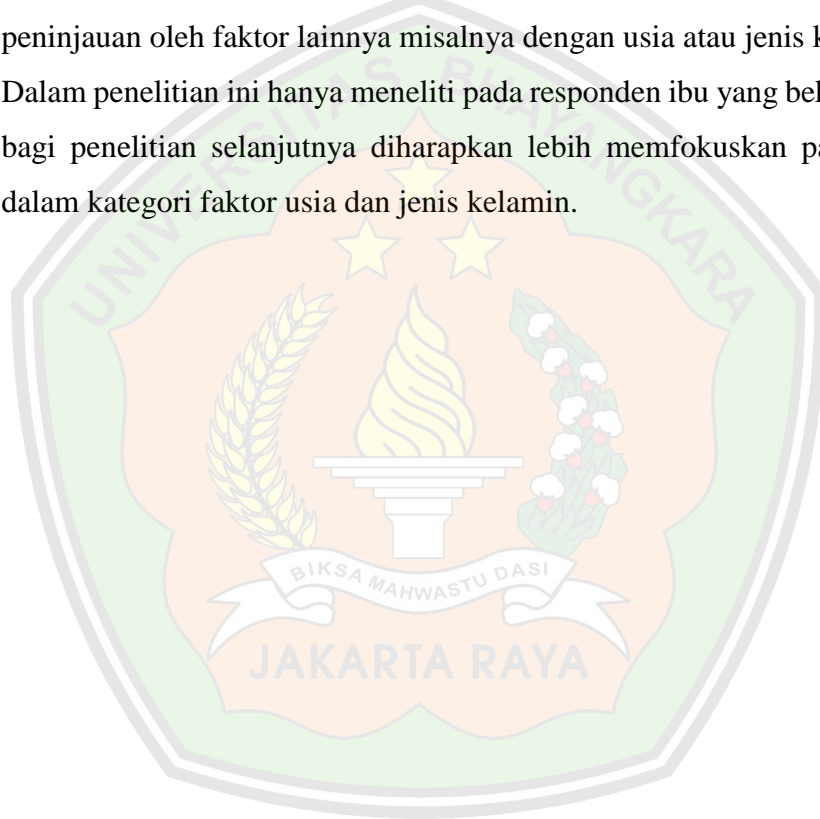 peninjauan oleh faktor lainnya misalnya dengan usia atau jenis k
Dalam penelitian ini hanya meneliti pada responden ibu yang bel
bagi penelitian selanjutnya diharapkan lebih memfokuskan pa
dalam kategori faktor usia dan jenis kelamin.
UNIVERSITAS BHAYANGKARA
BIKSA MAHWASTU DASI
JAKARTA RAYA